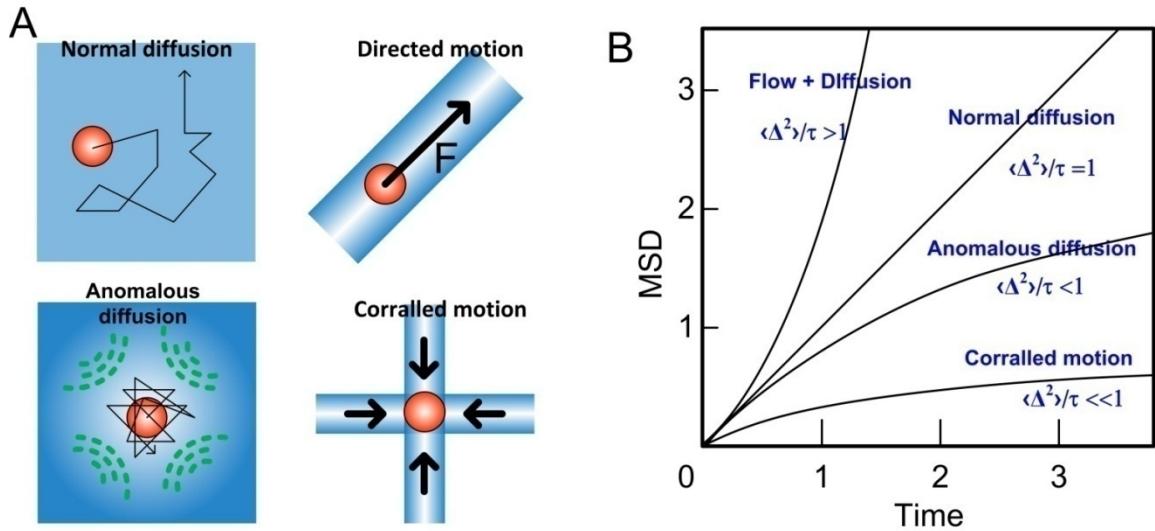 A
Normal diffusion
Directed motion
F
Anomalous
diffusion
Corralled motion
B
MSD
3
2
1
0
1
2
3
Time
Flow + DIffusion
‹Δ²›/τ >1
Normal diffusion
‹Δ²›/τ =1
Anomalous diffusion
‹Δ²›/τ <1
Corralled motion
‹Δ²›/τ <<1